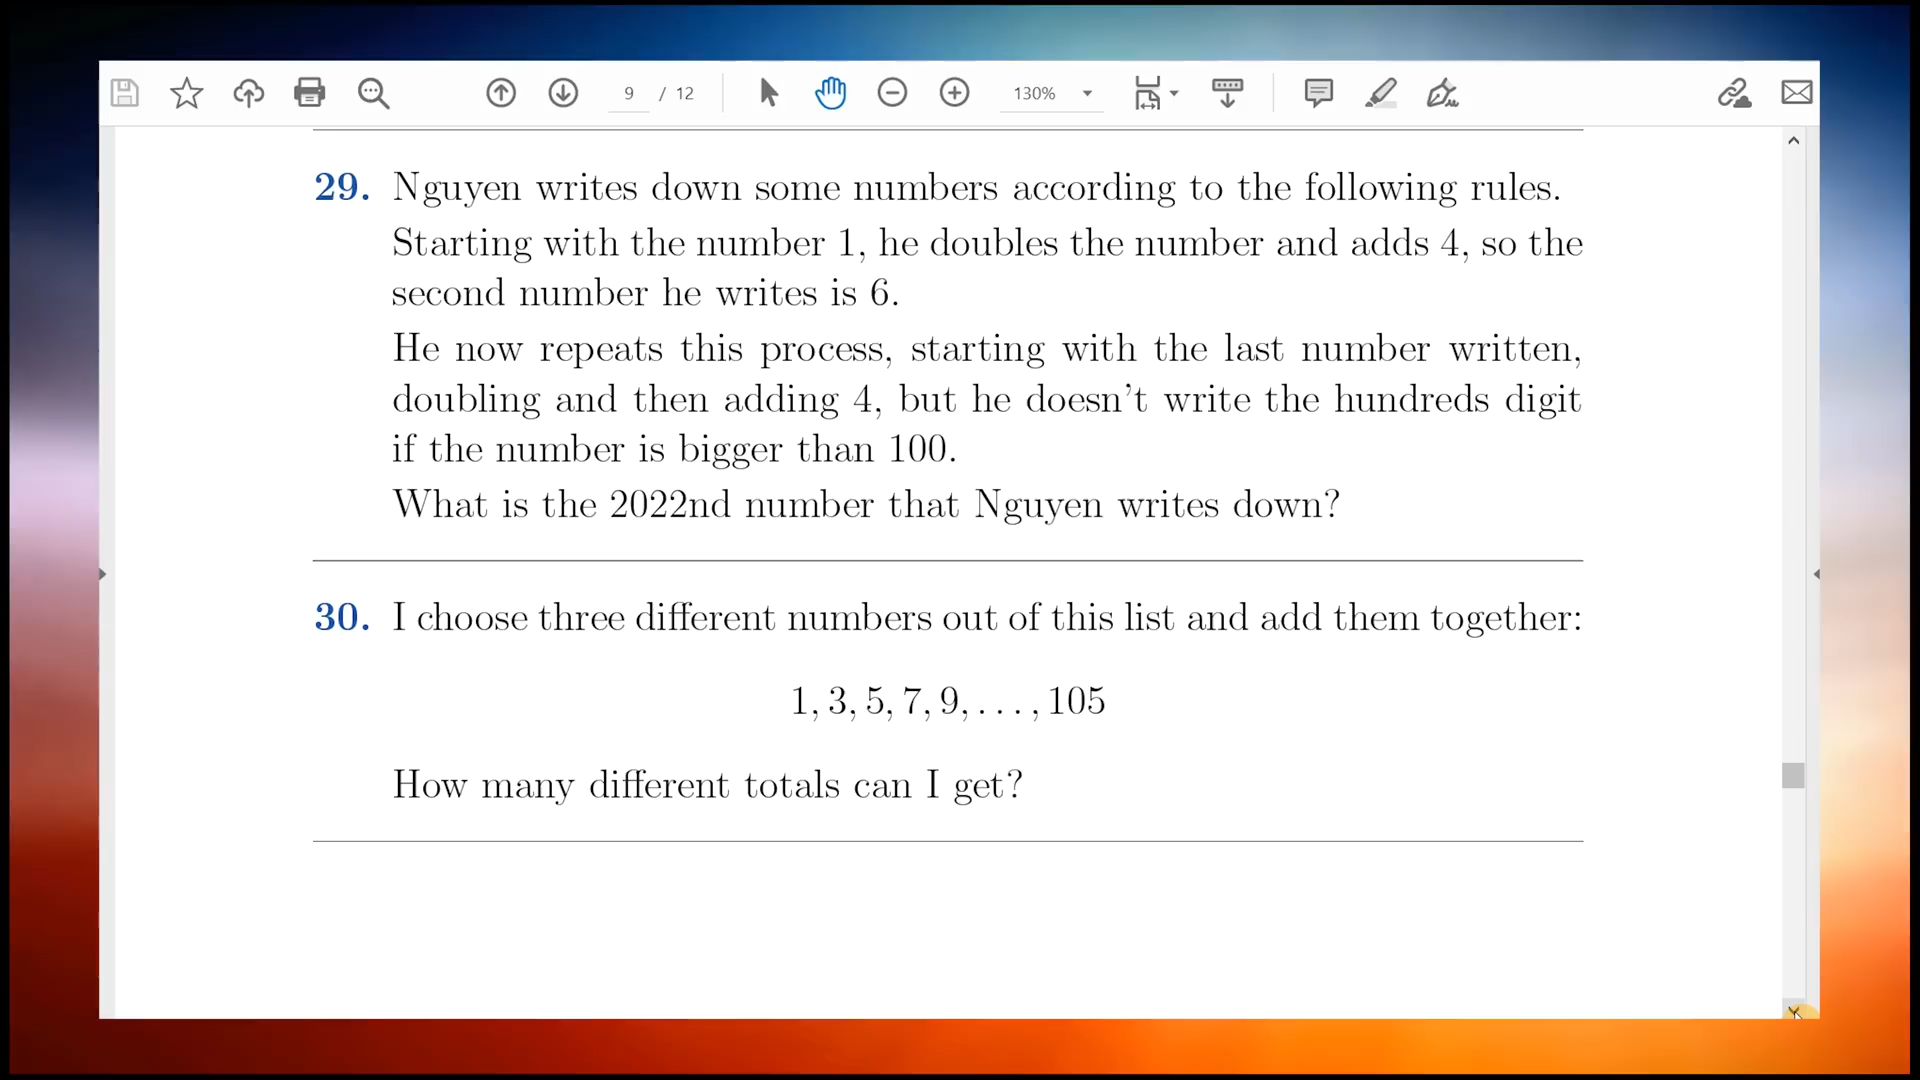 9 / 12
130%
29. Nguyen writes down some numbers according to the following rules.
Starting with the number 1, he doubles the number and adds 4, so the
second number he writes is 6.
He now repeats this process, starting with the last number written,
doubling and then adding 4, but he doesn't write the hundreds digit
if the number is bigger than 100.
What is the 2022nd number that Nguyen writes down?
30. I choose three different numbers out of this list and add them together:
1, 3, 5, 7, 9, . . . , 105
How many different totals can I get?